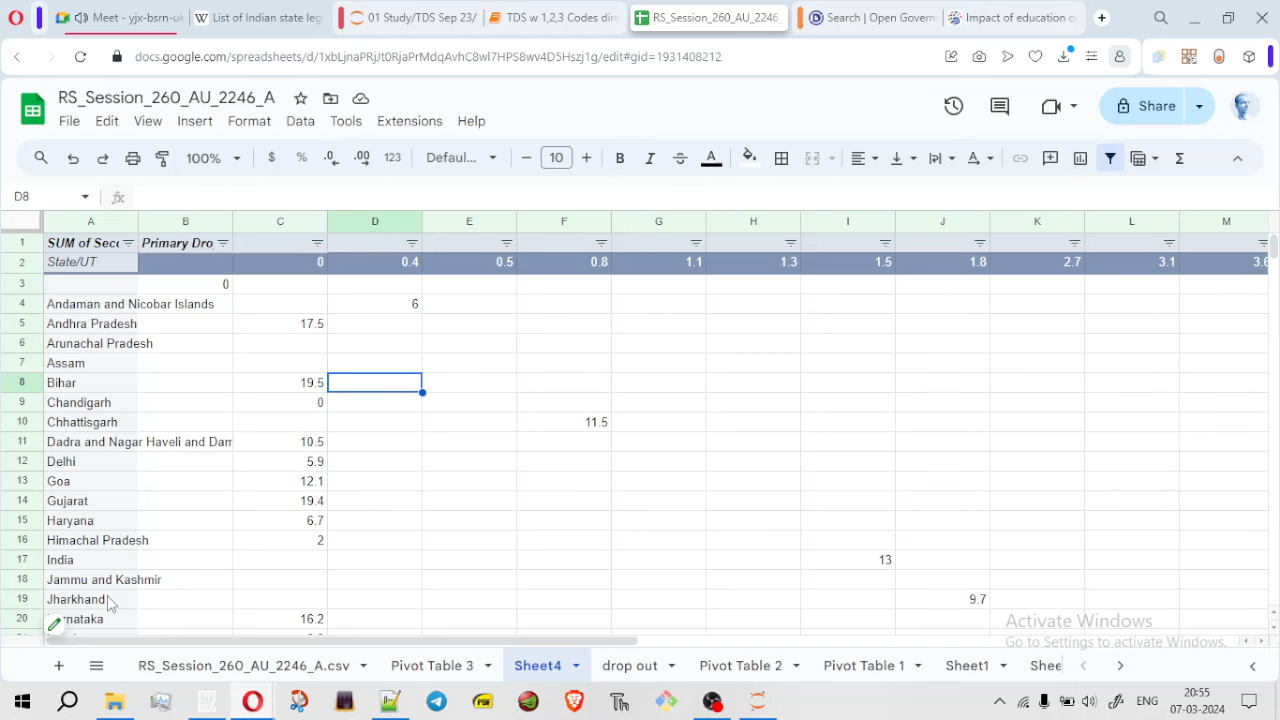 Meet - yjx-bsrn-uk
List of Indian state leg
01 Study/TDS Sep 23/
TDS w 1,2,3 Codes dire
RS_Session_260_AU_2246_
Search | Open Govern
Impact of education o
docs.google.com/spreadsheets/d/1xbLjnaPRiJt0RjaPrMdqAvhC8wl7HPS8wv4D5Hszj1g/edit#gid=1931408212
RS_Session_260_AU_2246_A
File Edit View Insert Format Data Tools Extensions Help
Share
100% $ % .0 .00 123 Defaul... − 10 + B I A
D8 fx
A B C D E F G H I J K L M
1 SUM of Secc Primary Dro
2 State/UT 0 0.4 0.5 0.8 1.1 1.3 1.5 1.8 2.7 3.1 3.6
3 0
4 Andaman and Nicobar Islands 6
5 Andhra Pradesh 17.5
6 Arunachal Pradesh
7 Assam
8 Bihar 19.5
9 Chandigarh 0
10 Chhattisgarh 11.5
11 Dadra and Nagar Haveli and Dam 10.5
12 Delhi 5.9
13 Goa 12.1
14 Gujarat 19.4
15 Haryana 6.7
16 Himachal Pradesh 2
17 India 13
18 Jammu and Kashmir
19 Jharkhand 9.7
20 rnataka 16.2
Activate Windows
Go to Settings to activate Windows.
RS_Session_260_AU_2246_A.csv Pivot Table 3 Sheet4 drop out Pivot Table 2 Pivot Table 1 Sheet1 Shee
ENG
20:55
07-03-2024